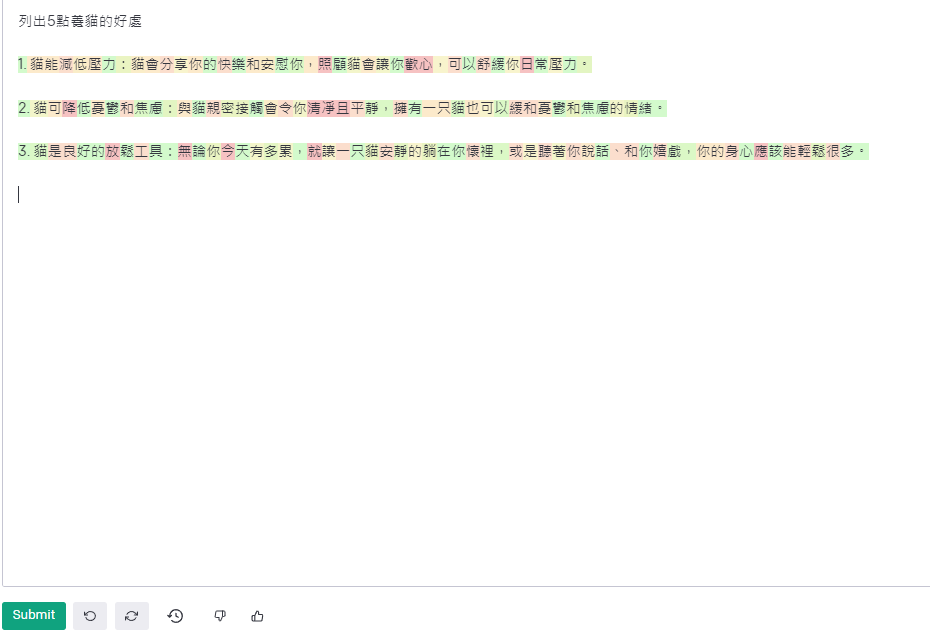 列出5點養貓的好處
1. 貓能減低壓力：貓會分享你的快樂和安慰你，照顧貓會讓你歡心，可以舒緩你日常壓力。
2. 貓可降低憂鬱和焦慮：與貓親密接觸會令你清凈且平靜，擁有一只貓也可以緩和憂鬱和焦慮的情緒。
3. 貓是良好的放鬆工具：無論你今天有多累，就讓一只貓安靜的躺在你懷裡，或是聽著你說話、和你嬉戲，你的身心應該能輕鬆很多。
Submit